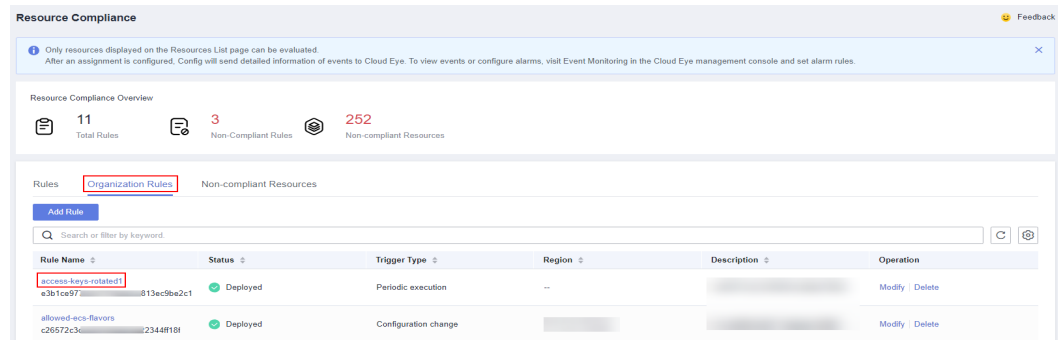 Resource Compliance
Feedback
Only resources displayed on the Resources List page can be evaluated.
After an assignment is configured, Config will send detailed information of events to Cloud Eye. To view events or configure alarms, visit Event Monitoring in the Cloud Eye management console and set alarm rules.
Resource Compliance Overview
11 3 252
Total Rules Non-Compliant Rules Non-compliant Resources
Rules Organization Rules Non-compliant Resources
Add Rule
Search or filter by keyword.
Rule Name Status Trigger Type Region Description Operation
access-keys-rotated1
e3b1ce97 813ec9be2c1 Deployed Periodic execution -- Modify Delete
allowed-ecs-flavors
c26572c3 2344ff18f Deployed Configuration change Modify Delete